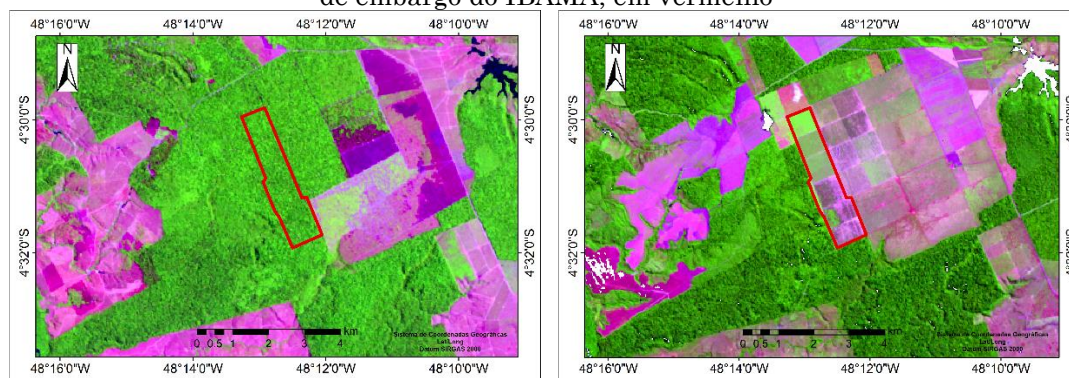 de embargo do IBAMA, em vermelho
48°16'0"W 48°14'0"W 48°12'0"W 48°10'0"W
N
4°30'0"S
4°32'0"S
km
0 0,5 1 2 3 4
Sistema de Coordenadas Geográficas
Lat/Long
Datum SIRGAS 2000
48°16'0"W 48°14'0"W 48°12'0"W 48°10'0"W
48°16'0"W 48°14'0"W 48°12'0"W 48°10'0"W
N
4°30'0"S
4°32'0"S
km
0 0,5 1 2 3 4
Sistema de Coordenadas Geográficas
Lat/Long
Datum SIRGAS 2000
48°16'0"W 48°14'0"W 48°12'0"W 48°10'0"W